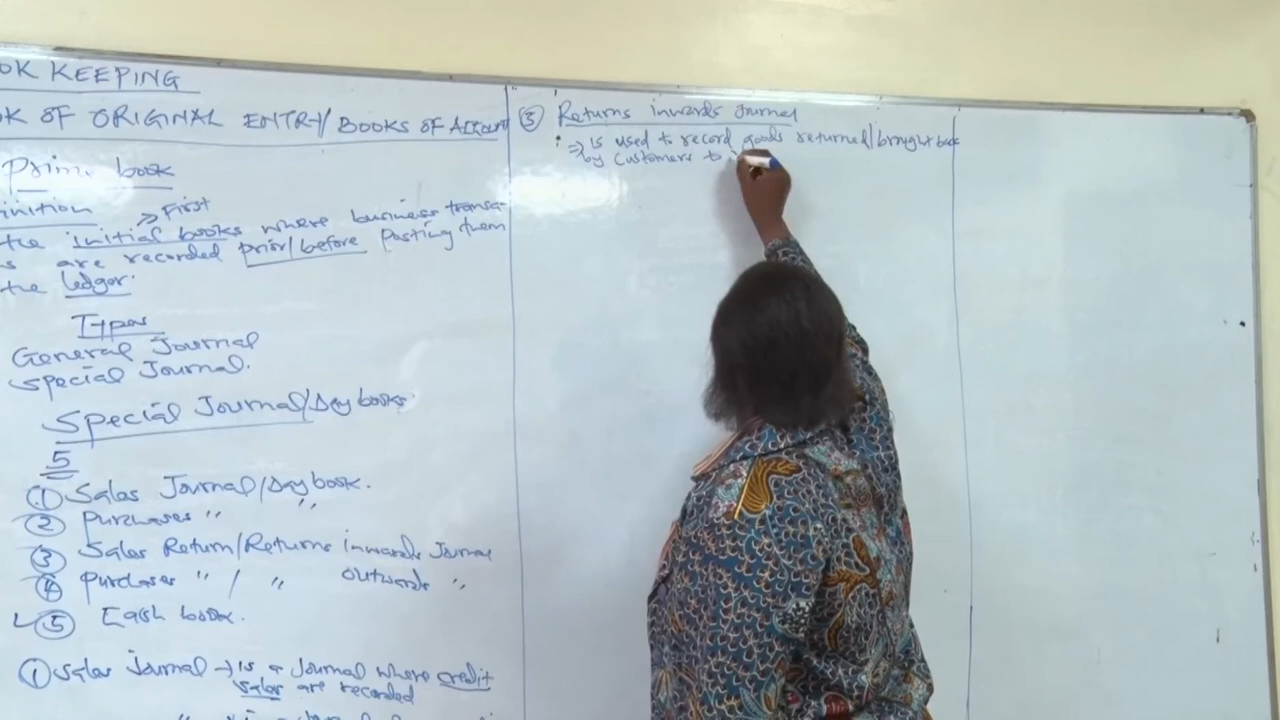 OK KEEPING
OK OF ORIGINAL ENTRY/BOOKS OF ACCOUNT
Prime book
inition
⇒ First
the initial books where business transac-
s are recorded prior/before Posting them
the ledger.
Types
General Journal
Special Journal.
Special Journal/Day books.
5
① Sales Journal/Day book.
② Purchases " "
③ Sales Return/Returns inwards Journal
④ Purchases " / " outwards "
⑤ Cash book.
① Sales Journal → is a Journal where credit
sales are recorded
③ Returns inwards Journal
⇒ is used to record goods returned/brought back
by Customers to